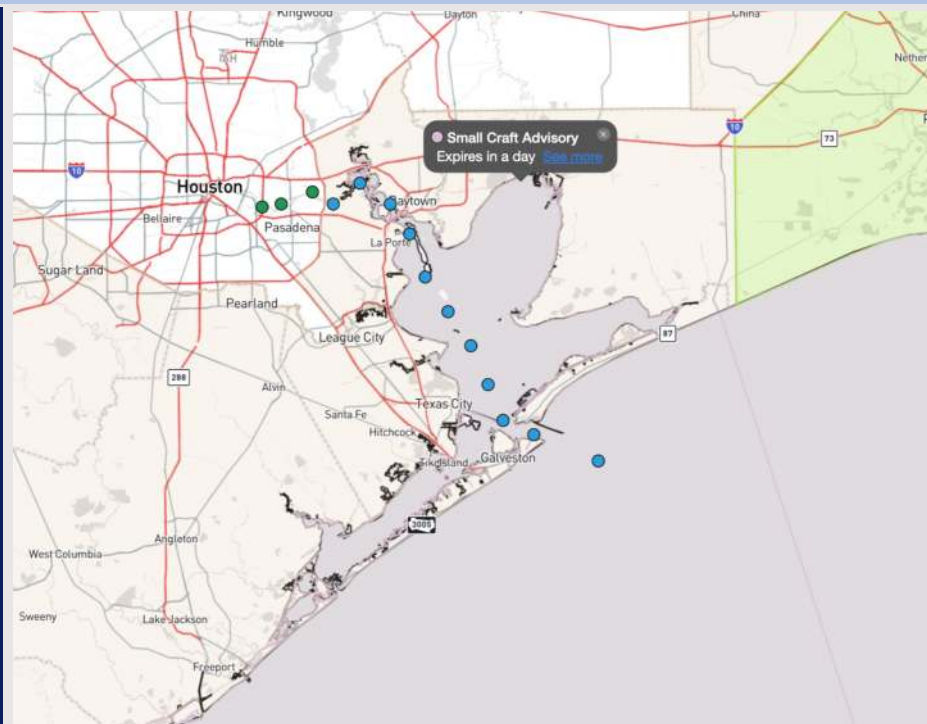 Kingwood
Dayton
China
Humble
Nether
10
73
Small Craft Advisory
Expires in a day See more
10
Houston
Baytown
Bellaire
Pasadena
La Porte
Sugar Land
Pearland
League City
87
288
Alvin
Texas City
Santa Fe
Hitchcock
Tiki Island
Galveston
3005
West Columbia
Angleton
Sweeny
Lake Jackson
Freeport